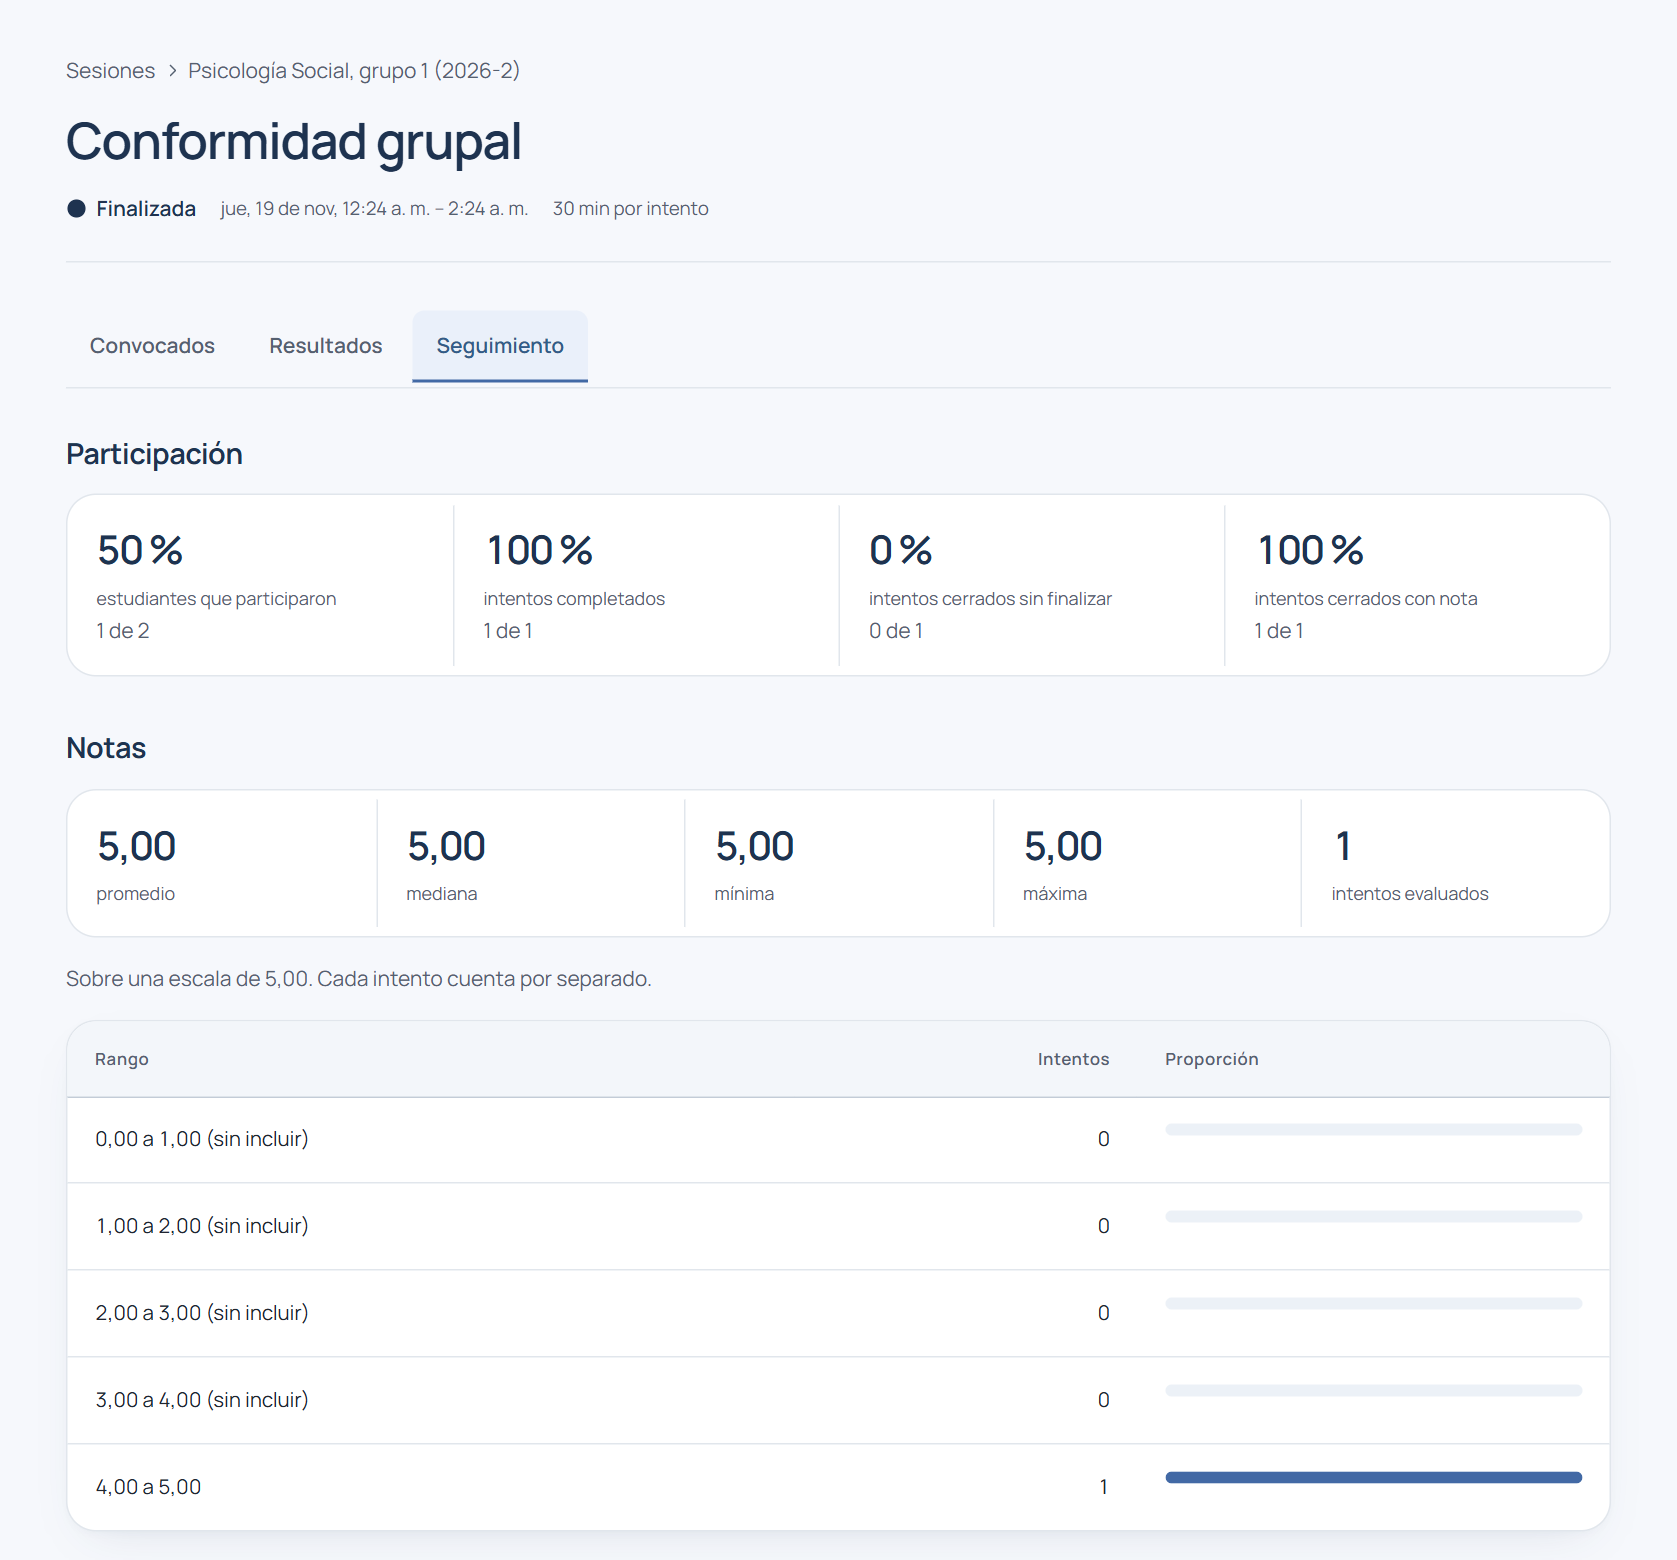 Sesiones > Psicología Social, grupo 1 (2026-2)
Conformidad grupal
Finalizada jue, 19 de nov, 12:24 a. m. – 2:24 a. m. 30 min por intento
Convocados Resultados Seguimiento
Participación
50 % 100 % 0 % 100 %
estudiantes que participaron intentos completados intentos cerrados sin finalizar intentos cerrados con nota
1 de 2 1 de 1 0 de 1 1 de 1
Notas
5,00 5,00 5,00 5,00 1
promedio mediana mínima máxima intentos evaluados
Sobre una escala de 5,00. Cada intento cuenta por separado.
Rango Intentos Proporción
0,00 a 1,00 (sin incluir) 0
1,00 a 2,00 (sin incluir) 0
2,00 a 3,00 (sin incluir) 0
3,00 a 4,00 (sin incluir) 0
4,00 a 5,00 1